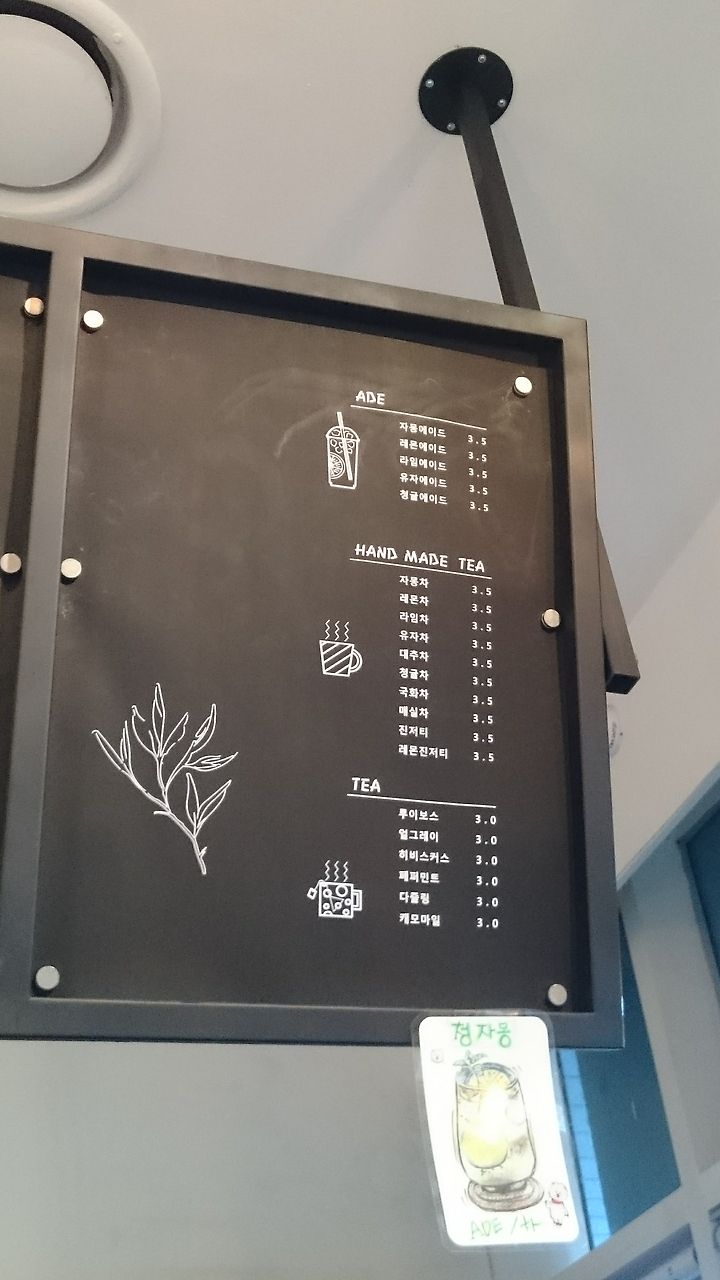 ADE
자몽에이드 3.5
레몬에이드 3.5
라임에이드 3.5
유자에이드 3.5
청귤에이드 3.5
HAND MADE TEA
자몽차 3.5
레몬차 3.5
라임차 3.5
유자차 3.5
대추차 3.5
청귤차 3.5
국화차 3.5
매실차 3.5
진저티 3.5
레몬진저티 3.5
TEA
루이보스 3.0
얼그레이 3.0
히비스커스 3.0
페퍼민트 3.0
다즐링 3.0
캐모마일 3.0
청자몽
ADE / 차